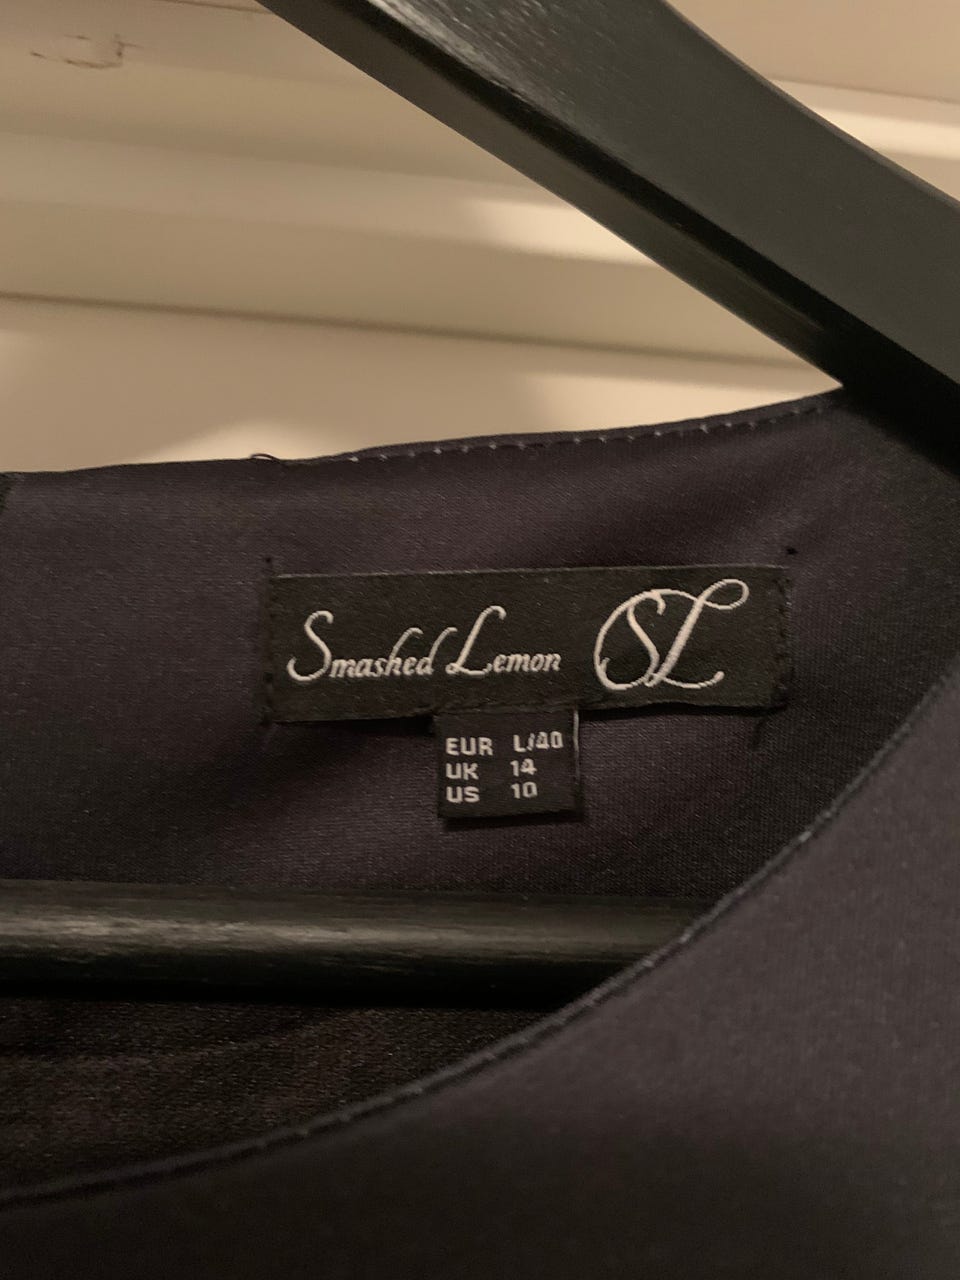 Smashed Lemon SL
EUR L/40
UK 14
US 10